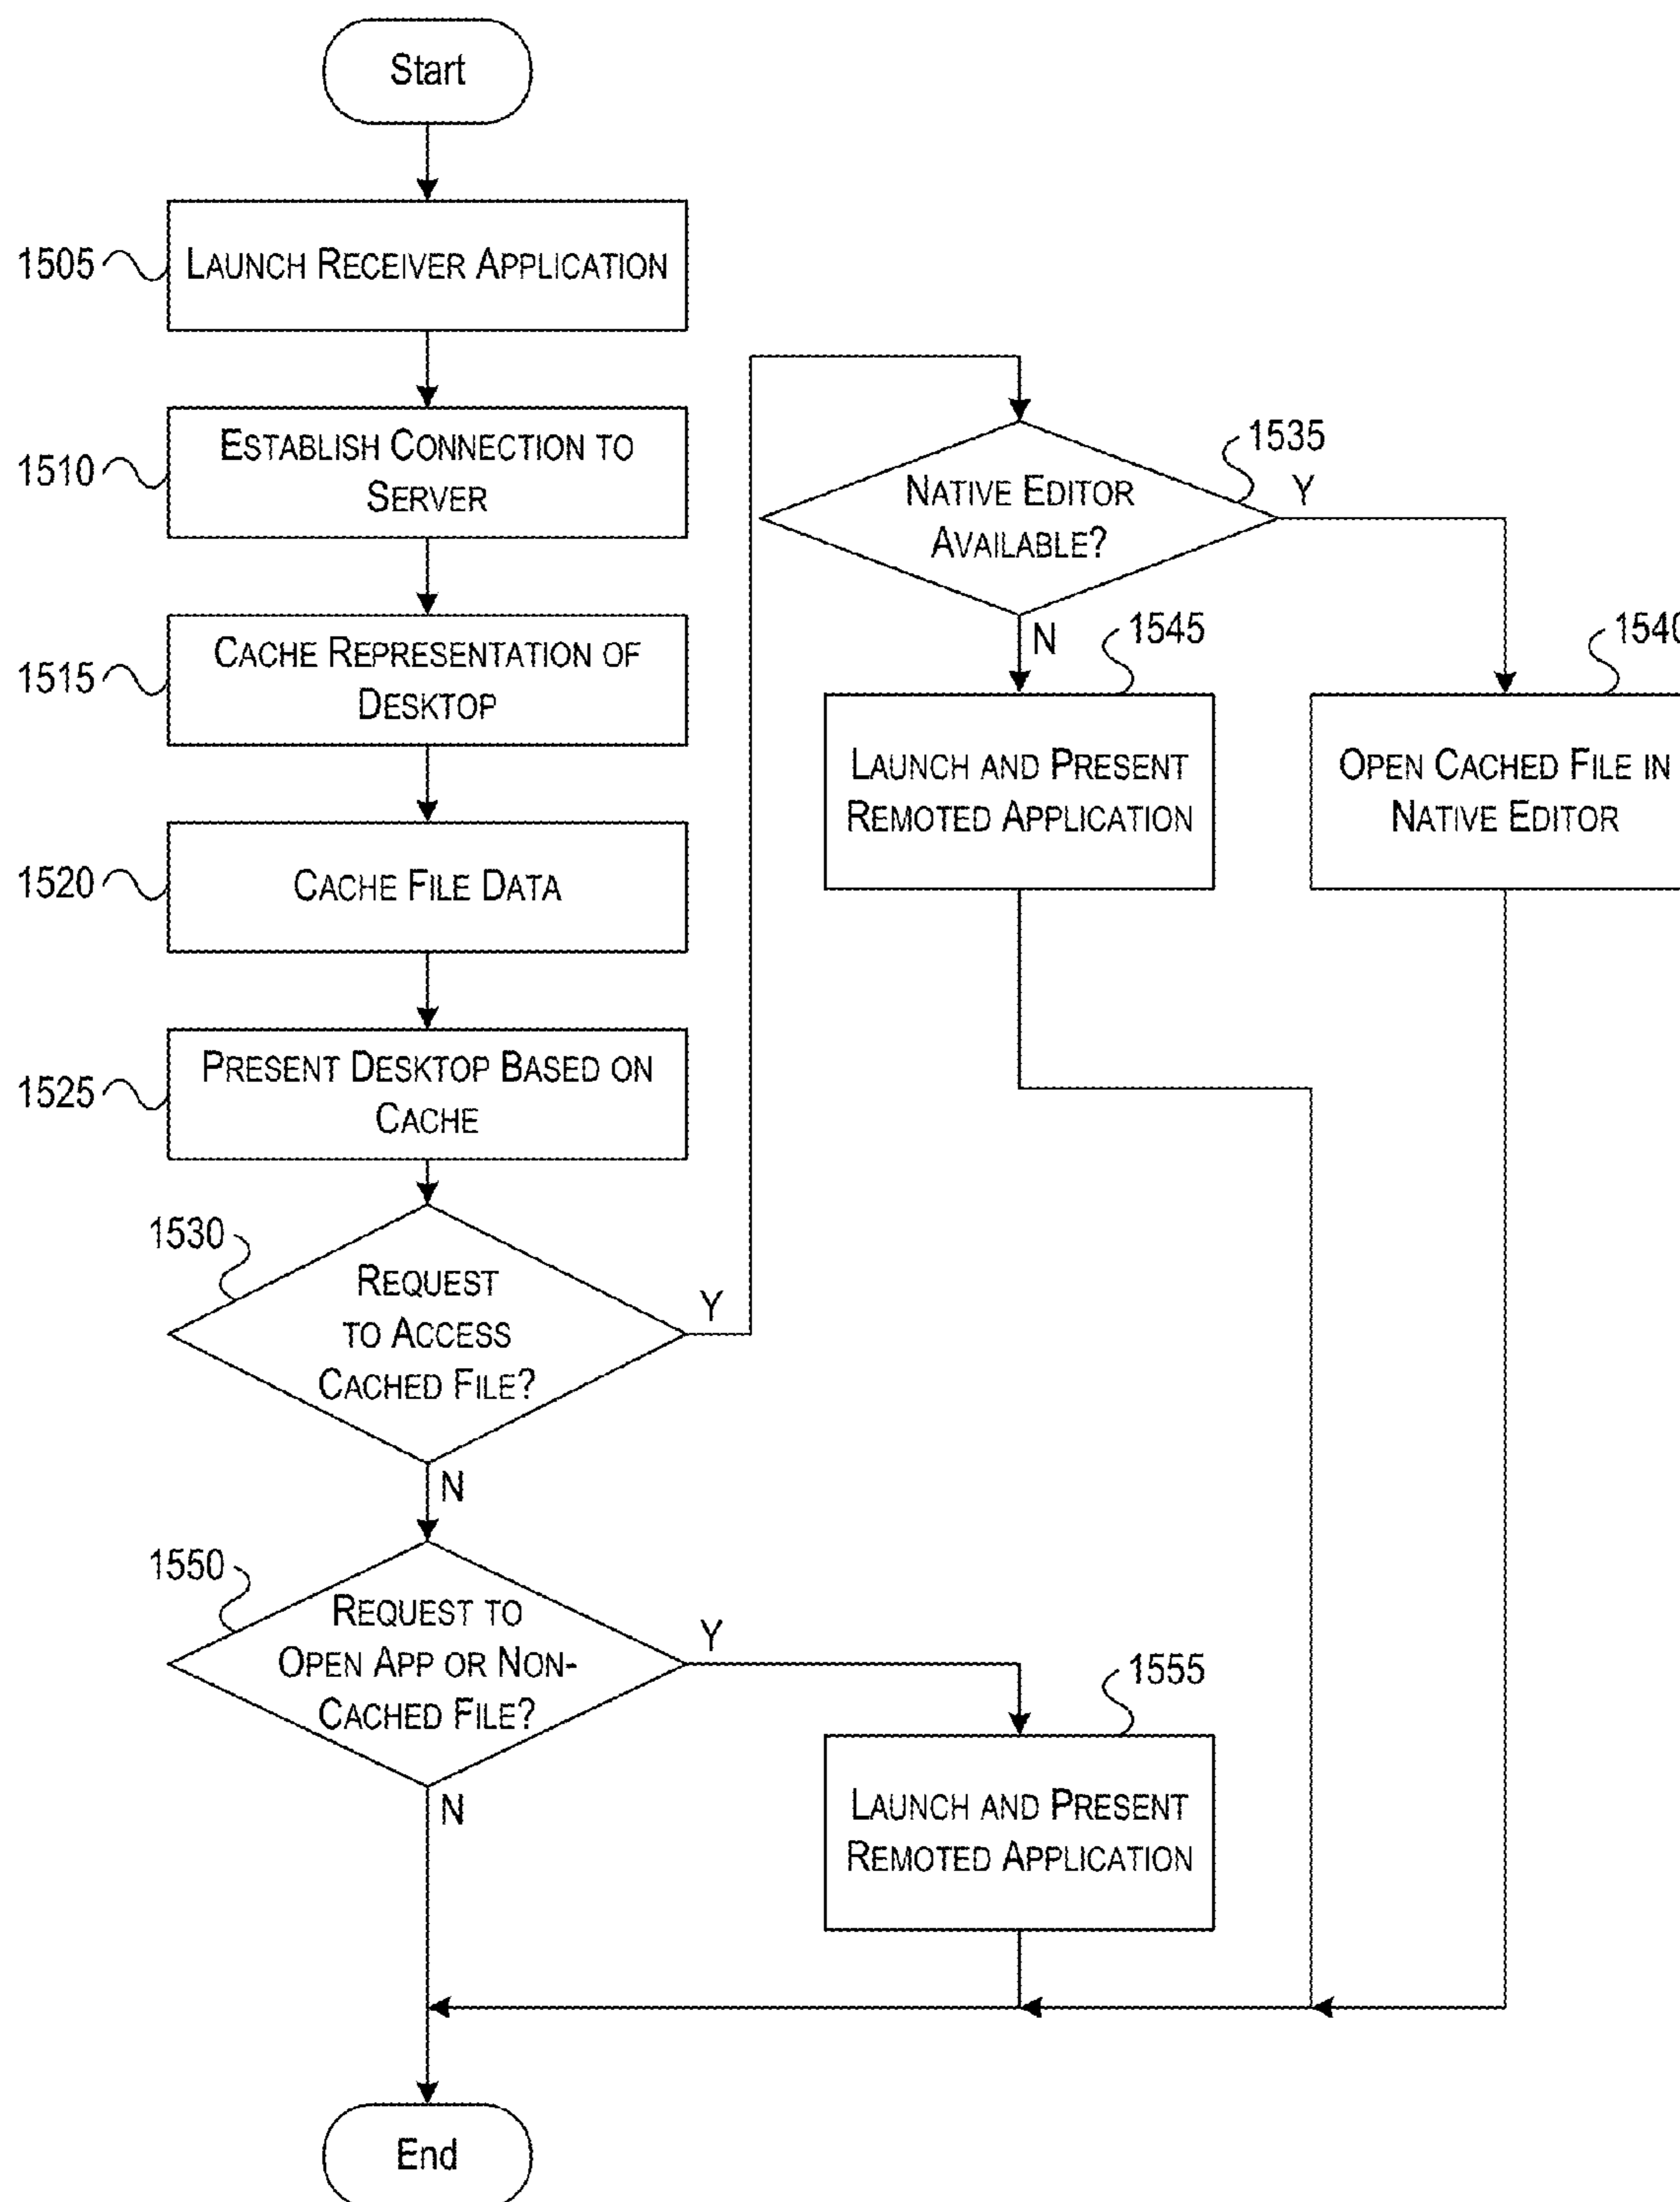 Start
1505
LAUNCH RECEIVER APPLICATION
1510
ESTABLISH CONNECTION TO
SERVER
1515
CACHE REPRESENTATION OF
DESKTOP
1520
CACHE FILE DATA
1525
PRESENT DESKTOP BASED ON
CACHE
1530
REQUEST
TO ACCESS
CACHED FILE?
Y
N
1535
NATIVE EDITOR
AVAILABLE?
Y
N
1545
LAUNCH AND PRESENT
REMOTED APPLICATION
1540
OPEN CACHED FILE IN
NATIVE EDITOR
1550
REQUEST TO
OPEN APP OR NON-
CACHED FILE?
Y
N
1555
LAUNCH AND PRESENT
REMOTED APPLICATION
End